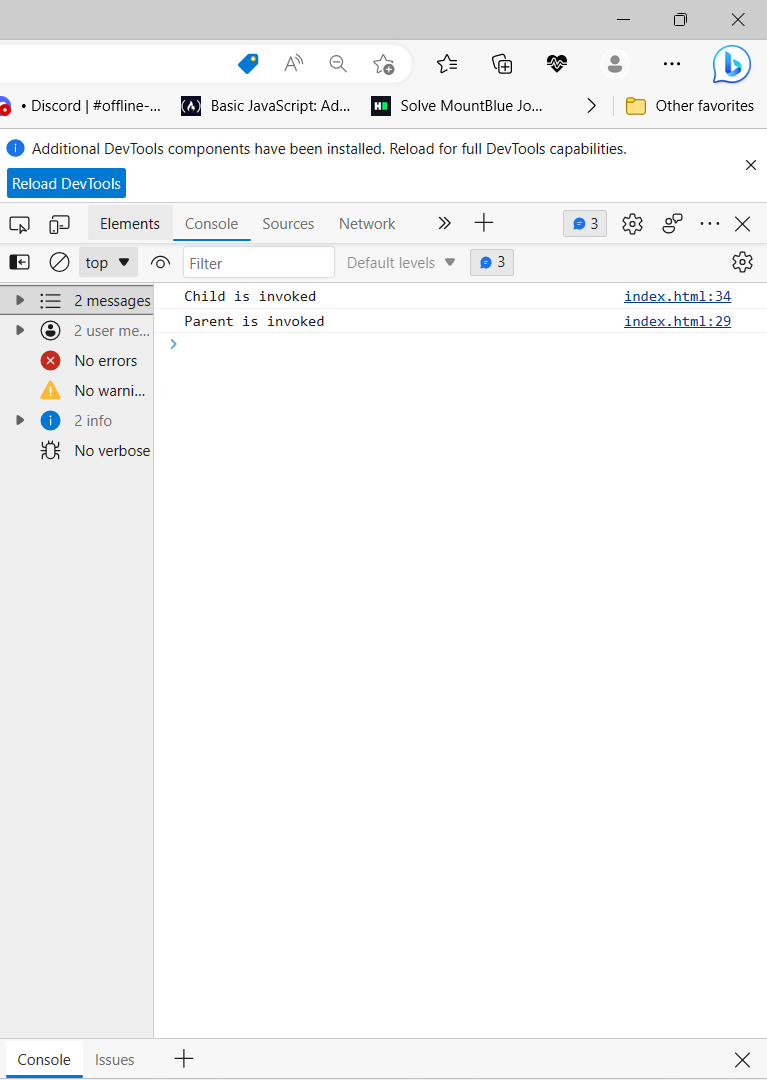 • Discord | #offline-...
(A) Basic JavaScript: Ad...
H Solve MountBlue Jo...
Other favorites
Additional DevTools components have been installed. Reload for full DevTools capabilities.
Reload DevTools
Elements Console Sources Network 3
top Filter Default levels 3
2 messages
2 user me...
No errors
No warni...
2 info
No verbose
Child is invoked index.html:34
Parent is invoked index.html:29
Console Issues